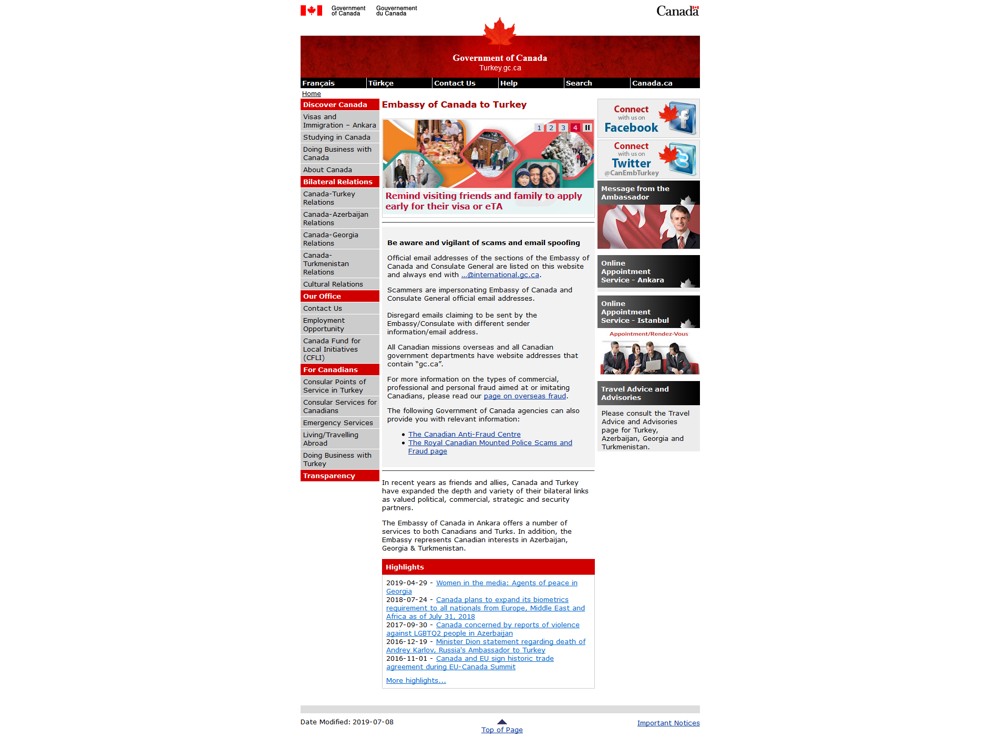 Government
of Canada
Gouvernement
du Canada
Canada
Government of Canada
Turkey.gc.ca
Français
Türkçe
Contact Us
Help
Search
Canada.ca
Home
Discover Canada
Visas and
Immigration – Ankara
Studying in Canada
Doing Business with
Canada
About Canada
Bilateral Relations
Canada-Turkey
Relations
Canada-Azerbaijan
Relations
Canada-Georgia
Relations
Canada-
Turkmenistan
Relations
Cultural Relations
Our Office
Contact Us
Employment
Opportunity
Canada Fund for
Local Initiatives
(CFLI)
For Canadians
Consular Points of
Service in Turkey
Consular Services for
Canadians
Emergency Services
Living/Travelling
Abroad
Doing Business with
Turkey
Transparency
Embassy of Canada to Turkey
1 2 3 4
Remind visiting friends and family to apply
early for their visa or eTA
Be aware and vigilant of scams and email spoofing
Official email addresses of the sections of the Embassy of
Canada and Consulate General are listed on this website
and always end with ...@international.gc.ca.
Scammers are impersonating Embassy of Canada and
Consulate General official email addresses.
Disregard emails claiming to be sent by the
Embassy/Consulate with different sender
information/email address.
All Canadian missions overseas and all Canadian
government departments have website addresses that
contain “gc.ca”.
For more information on the types of commercial,
professional and personal fraud aimed at or imitating
Canadians, please read our page on overseas fraud.
The following Government of Canada agencies can also
provide you with relevant information:
The Canadian Anti-Fraud Centre
The Royal Canadian Mounted Police Scams and
Fraud page
In recent years as friends and allies, Canada and Turkey
have expanded the depth and variety of their bilateral links
as valued political, commercial, strategic and security
partners.
The Embassy of Canada in Ankara offers a number of
services to both Canadians and Turks. In addition, the
Embassy represents Canadian interests in Azerbaijan,
Georgia & Turkmenistan.
Highlights
2019-04-29 - Women in the media: Agents of peace in
Georgia
2018-07-24 - Canada plans to expand its biometrics
requirement to all nationals from Europe, Middle East and
Africa as of July 31, 2018
2017-09-30 - Canada concerned by reports of violence
against LGBTQ2 people in Azerbaijan
2016-12-19 - Minister Dion statement regarding death of
Andrey Karlov, Russia's Ambassador to Turkey
2016-11-01 - Canada and EU sign historic trade
agreement during EU-Canada Summit
More highlights...
Connect
with us on
Facebook
Connect
with us on
Twitter
@CanEmbTurkey
Message from the
Ambassador
Online
Appointment
Service - Ankara
Online
Appointment
Service - Istanbul
Appointment/Rendez-Vous
Travel Advice and
Advisories
Please consult the Travel
Advice and Advisories
page for Turkey,
Azerbaijan, Georgia and
Turkmenistan.
Date Modified: 2019-07-08
Top of Page
Important Notices